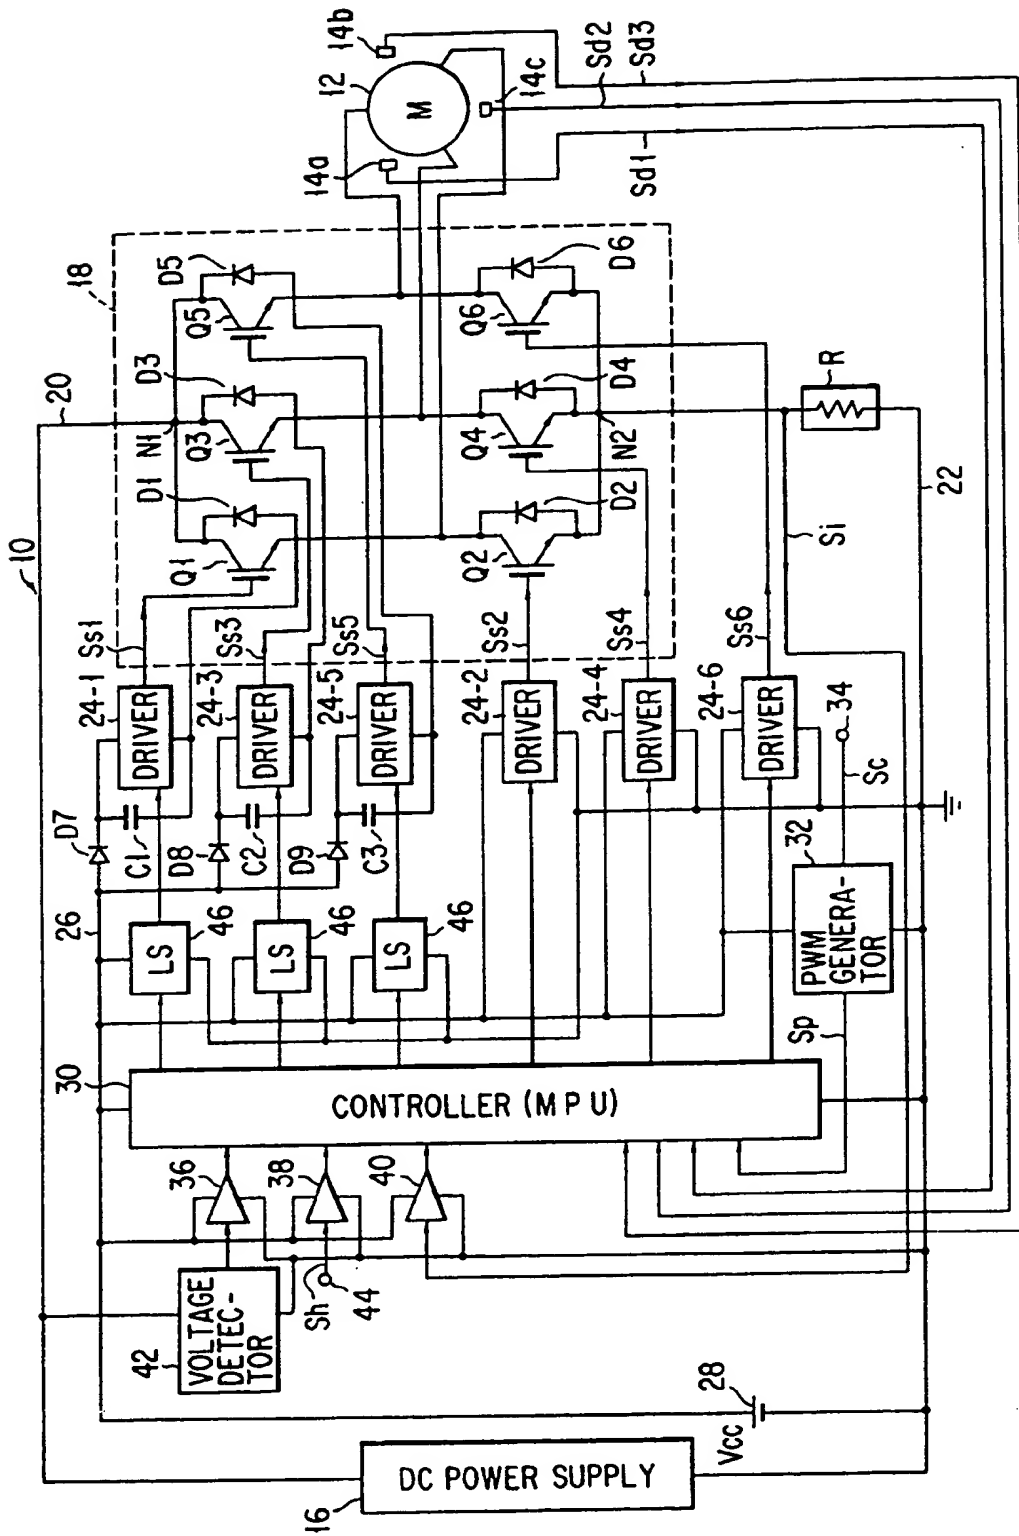 10
20
18
14b
12
M
14a
14c
Sd2
Sd3
Sd1
N1
D5
Q5
D3
Q3
D1
Q1
D6
Q6
D4
Q4
D2
Q2
N2
R
22
Si
Ss1
Ss3
Ss5
Ss2
Ss4
Ss6
24-1
DRIVER
24-3
DRIVER
24-5
DRIVER
24-2
DRIVER
24-4
DRIVER
24-6
DRIVER
34
Sc
D7
C1
D8
C2
D9
C3
26
LS
46
LS
46
LS
46
32
PWM
GENERA-
TOR
Sp
30
CONTROLLER (MPU)
36
38
40
42
VOLTAGE
DETEC-
TOR
Sh
44
28
Vcc
16
DC POWER SUPPLY